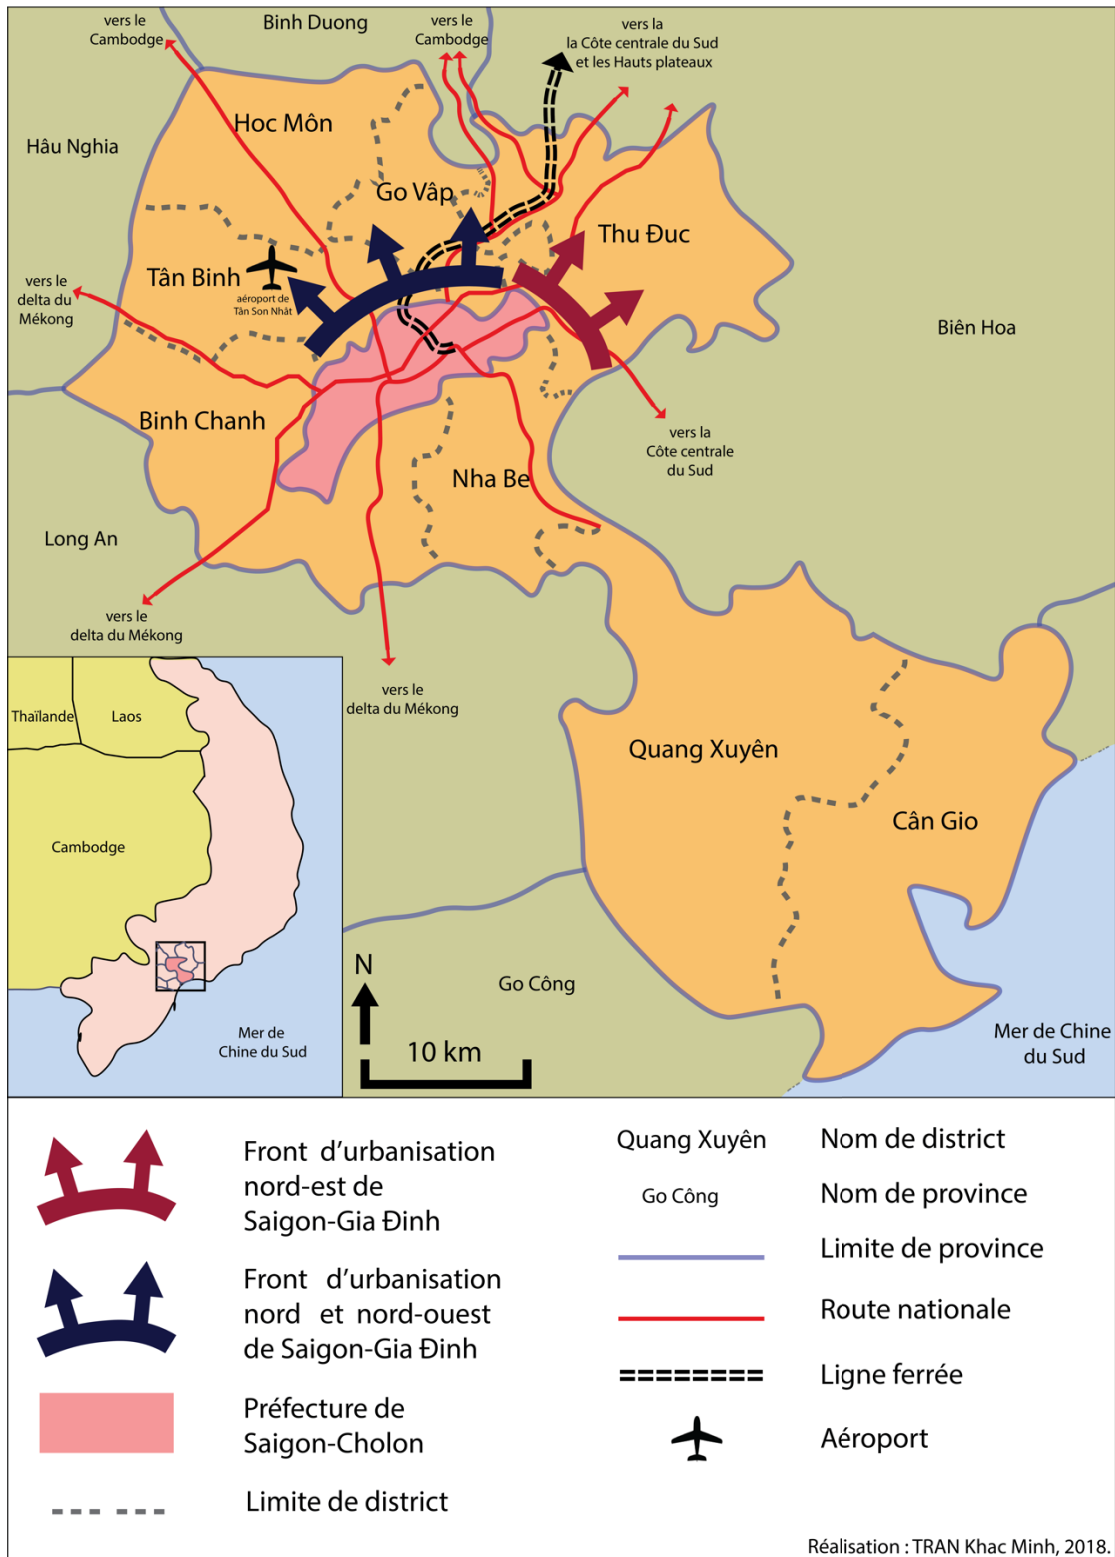 vers le
Cambodge
Binh Duong
vers le
Cambodge
vers la
la Côte centrale du Sud
et les Hauts plateaux
Hoc Môn
Hâu Nghia
Go Vâp
Thu Đuc
Tân Binh
aéroport de
Tân Son Nhât
vers le
delta du
Mékong
Biên Hoa
Binh Chanh
vers la
Côte centrale
du Sud
Nha Be
Long An
vers le
delta du Mékong
vers le
delta du Mékong
Thaïlande
Laos
Quang Xuyên
Cân Gio
Cambodge
N
Go Công
10 km
Mer de
Chine du Sud
Mer de Chine
du Sud
Front d'urbanisation
nord-est de
Saigon-Gia Đinh
Front d'urbanisation
nord et nord-ouest
de Saigon-Gia Đinh
Préfecture de
Saigon-Cholon
Limite de district
Quang Xuyên
Nom de district
Go Công
Nom de province
Limite de province
Route nationale
Ligne ferrée
Aéroport
Réalisation : TRAN Khac Minh, 2018.